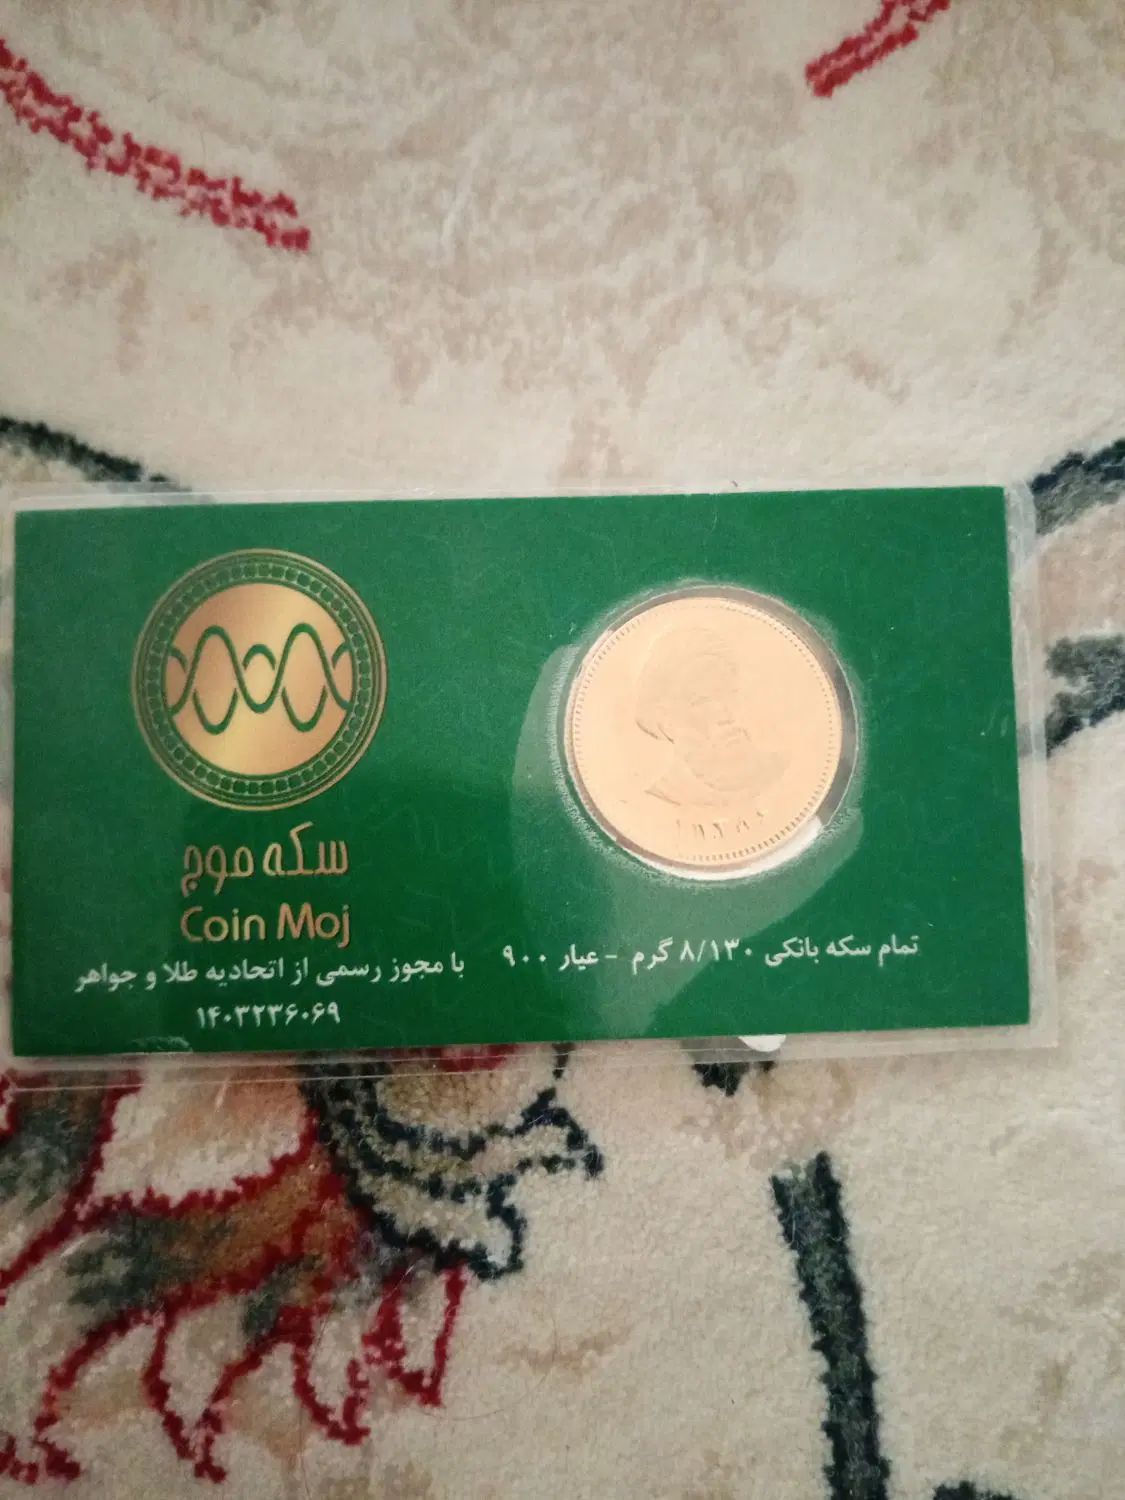 سکه موج
Coin Moj
با مجوز رسمی از اتحادیه طلا و جواهر
۱۴۰۳۲۳۶۰۶۹
تمام سکه بانکی ۸/۱۳۰ گرم - عیار ۹۰۰